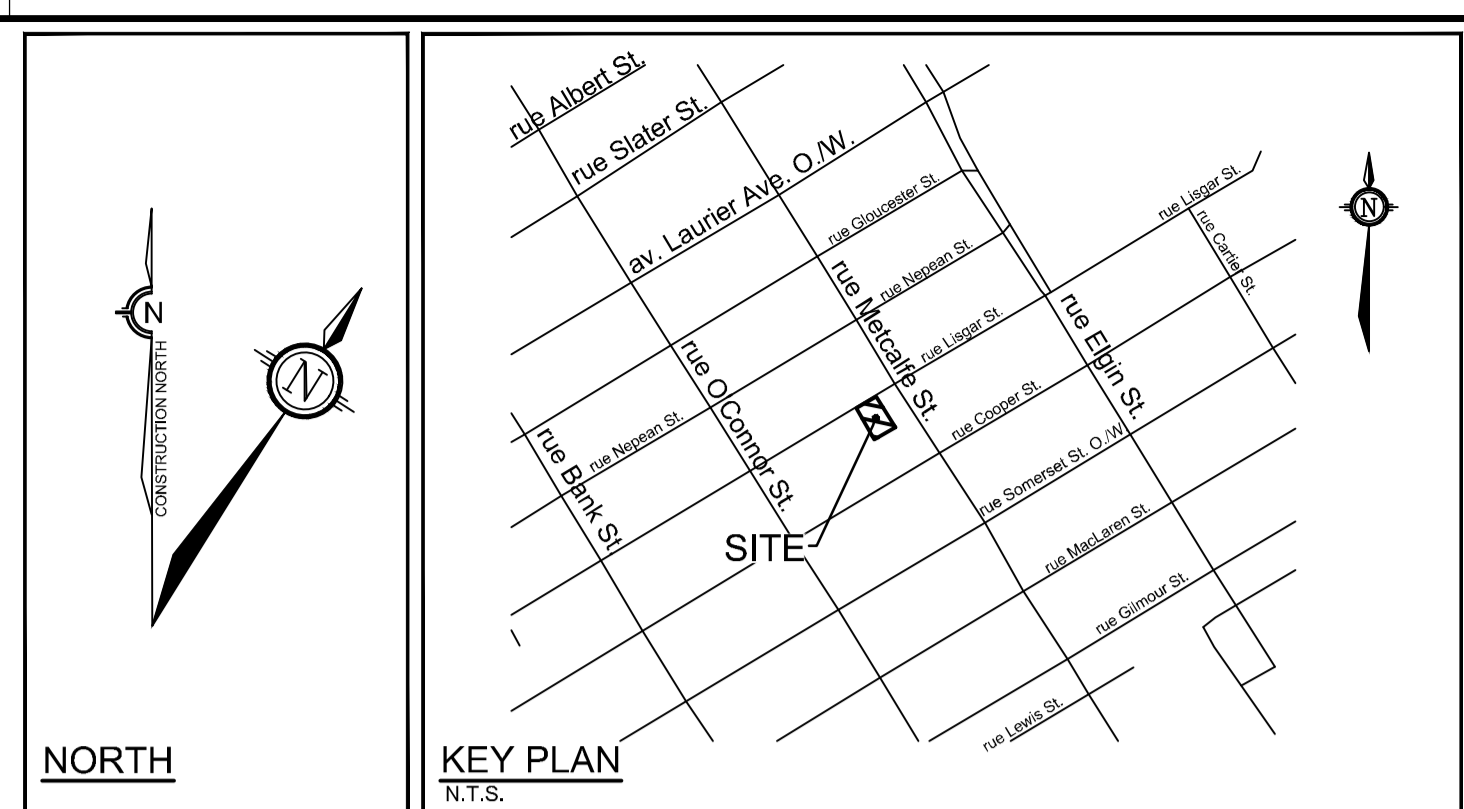 N
CONSTRUCTION NORTH
N
NORTH
rue Albert St.
rue Slater St.
av. Laurier Ave. O./W.
rue Gloucester St.
rue Nepean St.
rue Lisgar St.
rue Cartier St.
N
rue Metcalfe St.
rue Lisgar St.
rue Elgin St.
rue O'Connor St.
rue Cooper St.
rue Bank St.
rue Nepean St.
rue Somerset St. O./W.
SITE
rue MacLaren St.
rue Gilmour St.
rue Lewis St.
KEY PLAN
N.T.S.